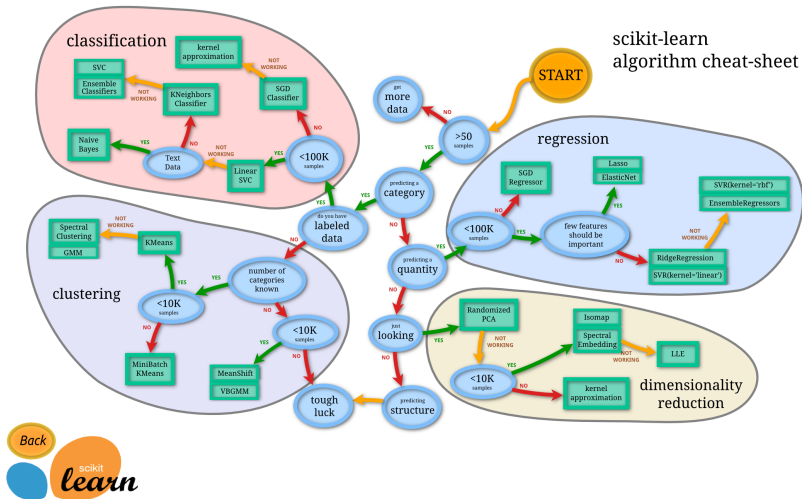 scikit-learn
algorithm cheat-sheet
START
get
more
data
NO
>50
samples
YES
predicting a
category
YES
NO
do you have
labeled
data
YES
NO
predicting a
quantity
YES
NO
just
looking
YES
NO
predicting
structure
tough
luck
classification
kernel
approximation
NOT
WORKING
SGD
Classifier
NO
<100K
samples
YES
Linear
SVC
NOT
WORKING
Text
Data
YES
Naive
Bayes
NO
KNeighbors
Classifier
NOT
WORKING
SVC
Ensemble
Classifiers
regression
SGD
Regressor
NO
<100K
samples
YES
few features
should be
important
YES
Lasso
ElasticNet
NO
RidgeRegression
SVR(kernel='linear')
NOT
WORKING
SVR(kernel='rbf')
EnsembleRegressors
clustering
number of
categories
known
YES
NO
<10K
samples
YES
KMeans
NOT
WORKING
Spectral
Clustering
GMM
NO
MiniBatch
KMeans
<10K
samples
YES
NO
MeanShift
VBGMM
dimensionality
reduction
Randomized
PCA
NOT
WORKING
<10K
samples
YES
Isomap
Spectral
Embedding
NOT
WORKING
LLE
NO
kernel
approximation
Back
scikit
learn